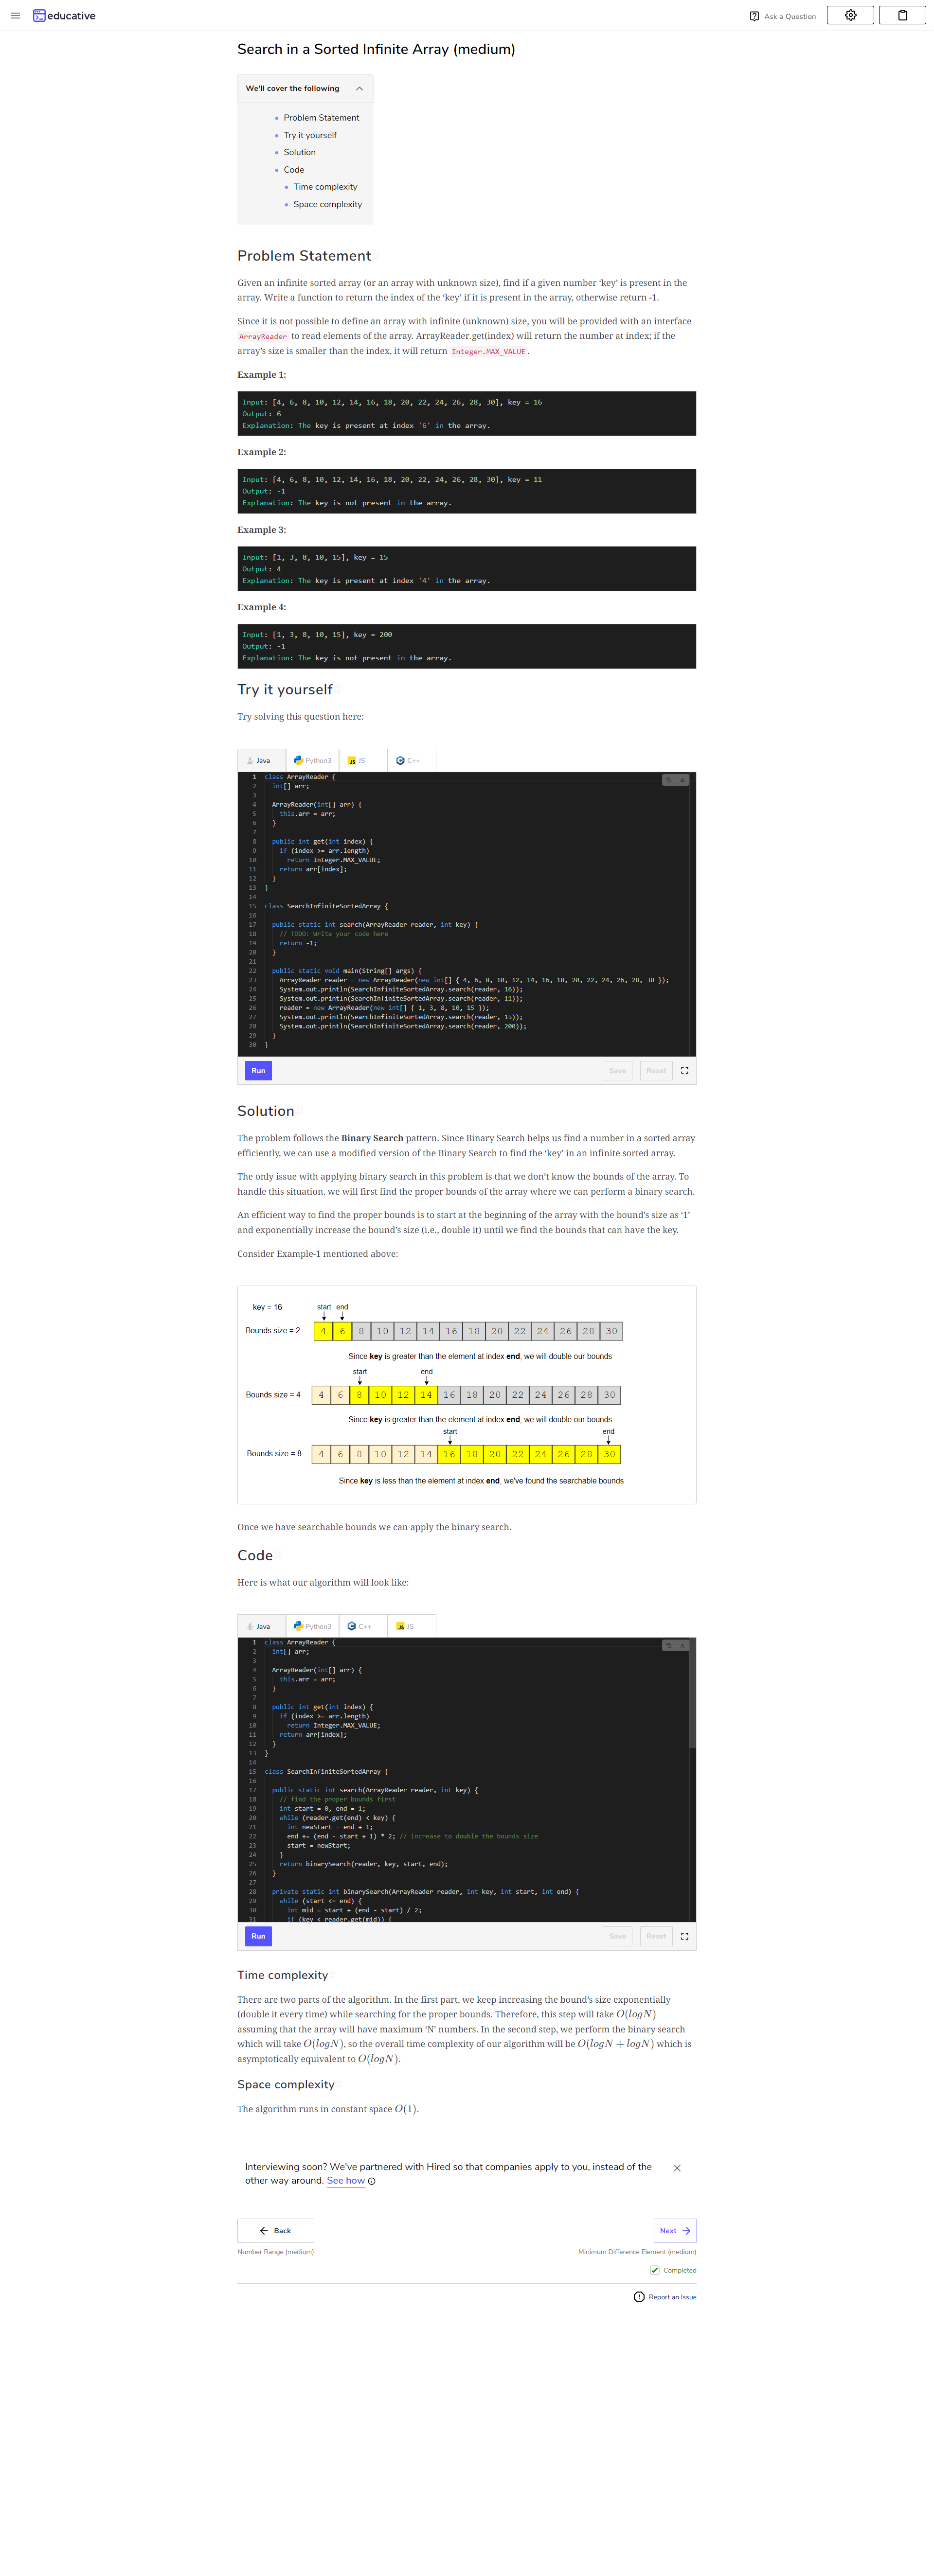 educative
Ask a Question
Search in a Sorted Infinite Array (medium)
We'll cover the following
Problem Statement
Try it yourself
Solution
Code
Time complexity
Space complexity
Problem Statement
Given an infinite sorted array (or an array with unknown size), find if a given number ‘key’ is present in the
array. Write a function to return the index of the ‘key’ if it is present in the array, otherwise return -1.
Since it is not possible to define an array with infinite (unknown) size, you will be provided with an interface
ArrayReader to read elements of the array. ArrayReader.get(index) will return the number at index; if the
array’s size is smaller than the index, it will return Integer.MAX_VALUE.
Example 1:
Input: [4, 6, 8, 10, 12, 14, 16, 18, 20, 22, 24, 26, 28, 30], key = 16
Output: 6
Explanation: The key is present at index '6' in the array.
Example 2:
Input: [4, 6, 8, 10, 12, 14, 16, 18, 20, 22, 24, 26, 28, 30], key = 11
Output: -1
Explanation: The key is not present in the array.
Example 3:
Input: [1, 3, 8, 10, 15], key = 15
Output: 4
Explanation: The key is present at index '4' in the array.
Example 4:
Input: [1, 3, 8, 10, 15], key = 200
Output: -1
Explanation: The key is not present in the array.
Try it yourself
Try solving this question here:
Java Python3 JS C++
1 class ArrayReader {
2 int[] arr;
3
4 ArrayReader(int[] arr) {
5 this.arr = arr;
6 }
7
8 public int get(int index) {
9 if (index >= arr.length)
10 return Integer.MAX_VALUE;
11 return arr[index];
12 }
13 }
14
15 class SearchInfiniteSortedArray {
16
17 public static int search(ArrayReader reader, int key) {
18 // TODO: Write your code here
19 return -1;
20 }
21
22 public static void main(String[] args) {
23 ArrayReader reader = new ArrayReader(new int[] { 4, 6, 8, 10, 12, 14, 16, 18, 20, 22, 24, 26, 28, 30 });
24 System.out.println(SearchInfiniteSortedArray.search(reader, 16));
25 System.out.println(SearchInfiniteSortedArray.search(reader, 11));
26 reader = new ArrayReader(new int[] { 1, 3, 8, 10, 15 });
27 System.out.println(SearchInfiniteSortedArray.search(reader, 15));
28 System.out.println(SearchInfiniteSortedArray.search(reader, 200));
29 }
30 }
Run Save Reset
Solution
The problem follows the Binary Search pattern. Since Binary Search helps us find a number in a sorted array
efficiently, we can use a modified version of the Binary Search to find the ‘key’ in an infinite sorted array.
The only issue with applying binary search in this problem is that we don’t know the bounds of the array. To
handle this situation, we will first find the proper bounds of the array where we can perform a binary search.
An efficient way to find the proper bounds is to start at the beginning of the array with the bound’s size as ‘1’
and exponentially increase the bound’s size (i.e., double it) until we find the bounds that can have the key.
Consider Example-1 mentioned above:
key = 16 start end
Bounds size = 2 4 6 8 10 12 14 16 18 20 22 24 26 28 30
Since key is greater than the element at index end, we will double our bounds
start end
Bounds size = 4 4 6 8 10 12 14 16 18 20 22 24 26 28 30
Since key is greater than the element at index end, we will double our bounds
start end
Bounds size = 8 4 6 8 10 12 14 16 18 20 22 24 26 28 30
Since key is less than the element at index end, we've found the searchable bounds
Once we have searchable bounds we can apply the binary search.
Code
Here is what our algorithm will look like:
Java Python3 C++ JS
1 class ArrayReader {
2 int[] arr;
3
4 ArrayReader(int[] arr) {
5 this.arr = arr;
6 }
7
8 public int get(int index) {
9 if (index >= arr.length)
10 return Integer.MAX_VALUE;
11 return arr[index];
12 }
13 }
14
15 class SearchInfiniteSortedArray {
16
17 public static int search(ArrayReader reader, int key) {
18 // find the proper bounds first
19 int start = 0, end = 1;
20 while (reader.get(end) < key) {
21 int newStart = end + 1;
22 end += (end - start + 1) * 2; // increase to double the bounds size
23 start = newStart;
24 }
25 return binarySearch(reader, key, start, end);
26 }
27
28 private static int binarySearch(ArrayReader reader, int key, int start, int end) {
29 while (start <= end) {
30 int mid = start + (end - start) / 2;
31 if (key < reader.get(mid)) {
Run Save Reset
Time complexity
There are two parts of the algorithm. In the first part, we keep increasing the bound’s size exponentially
(double it every time) while searching for the proper bounds. Therefore, this step will take O(logN)
assuming that the array will have maximum ‘N’ numbers. In the second step, we perform the binary search
which will take O(logN), so the overall time complexity of our algorithm will be O(logN + logN) which is
asymptotically equivalent to O(logN).
Space complexity
The algorithm runs in constant space O(1).
Interviewing soon? We've partnered with Hired so that companies apply to you, instead of the
other way around. See how
Back Next
Number Range (medium) Minimum Difference Element (medium)
Completed
Report an Issue